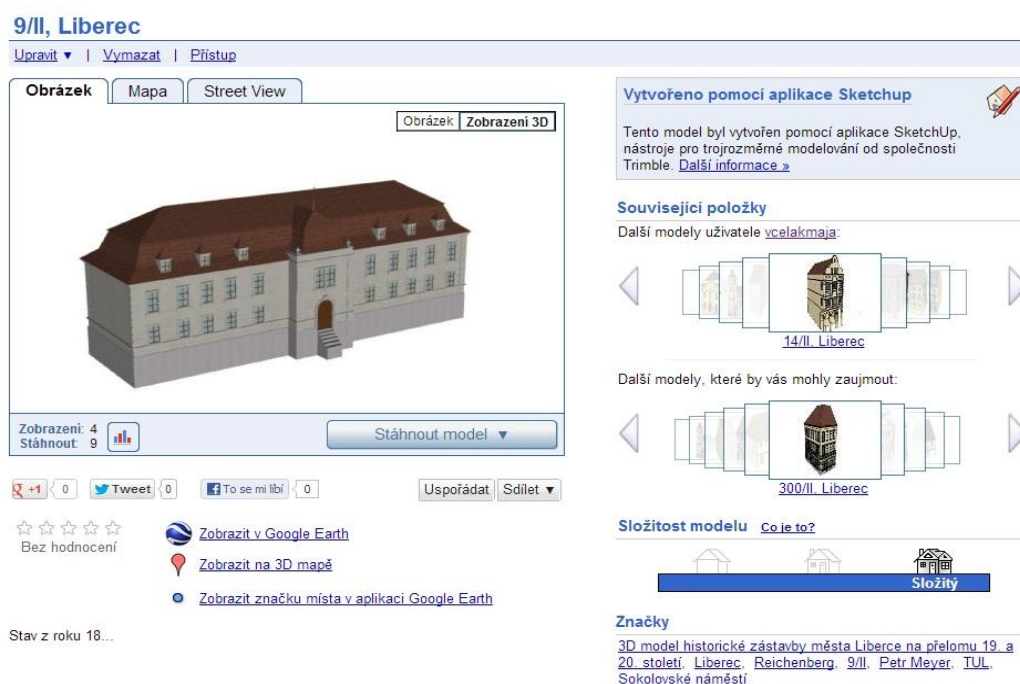 9/II, Liberec
Upravit ▼ | Vymazat | Přístup
Obrázek Mapa Street View
Obrázek Zobrazení 3D
Zobrazení: 4
Stáhnout: 9
Stáhnout model ▼
+1 0 Tweet 0 To se mi líbí 0 Uspořádat Sdílet ▼
Bez hodnocení
Zobrazit v Google Earth
Zobrazit na 3D mapě
Zobrazit značku místa v aplikaci Google Earth
Stav z roku 18...
Vytvořeno pomocí aplikace Sketchup
Tento model byl vytvořen pomocí aplikace SketchUp,
nástroje pro trojrozměrné modelování od společnosti
Trimble. Další informace »
Související položky
Další modely uživatele vcelakmaja:
14/II, Liberec
Další modely, které by vás mohly zaujmout:
300/II, Liberec
Složitost modelu Co je to?
Složitý
Značky
3D model historické zástavby města Liberce na přelomu 19. a
20. století, Liberec, Reichenberg, 9/II, Petr Meyer, TUL,
Sokolovské náměstí